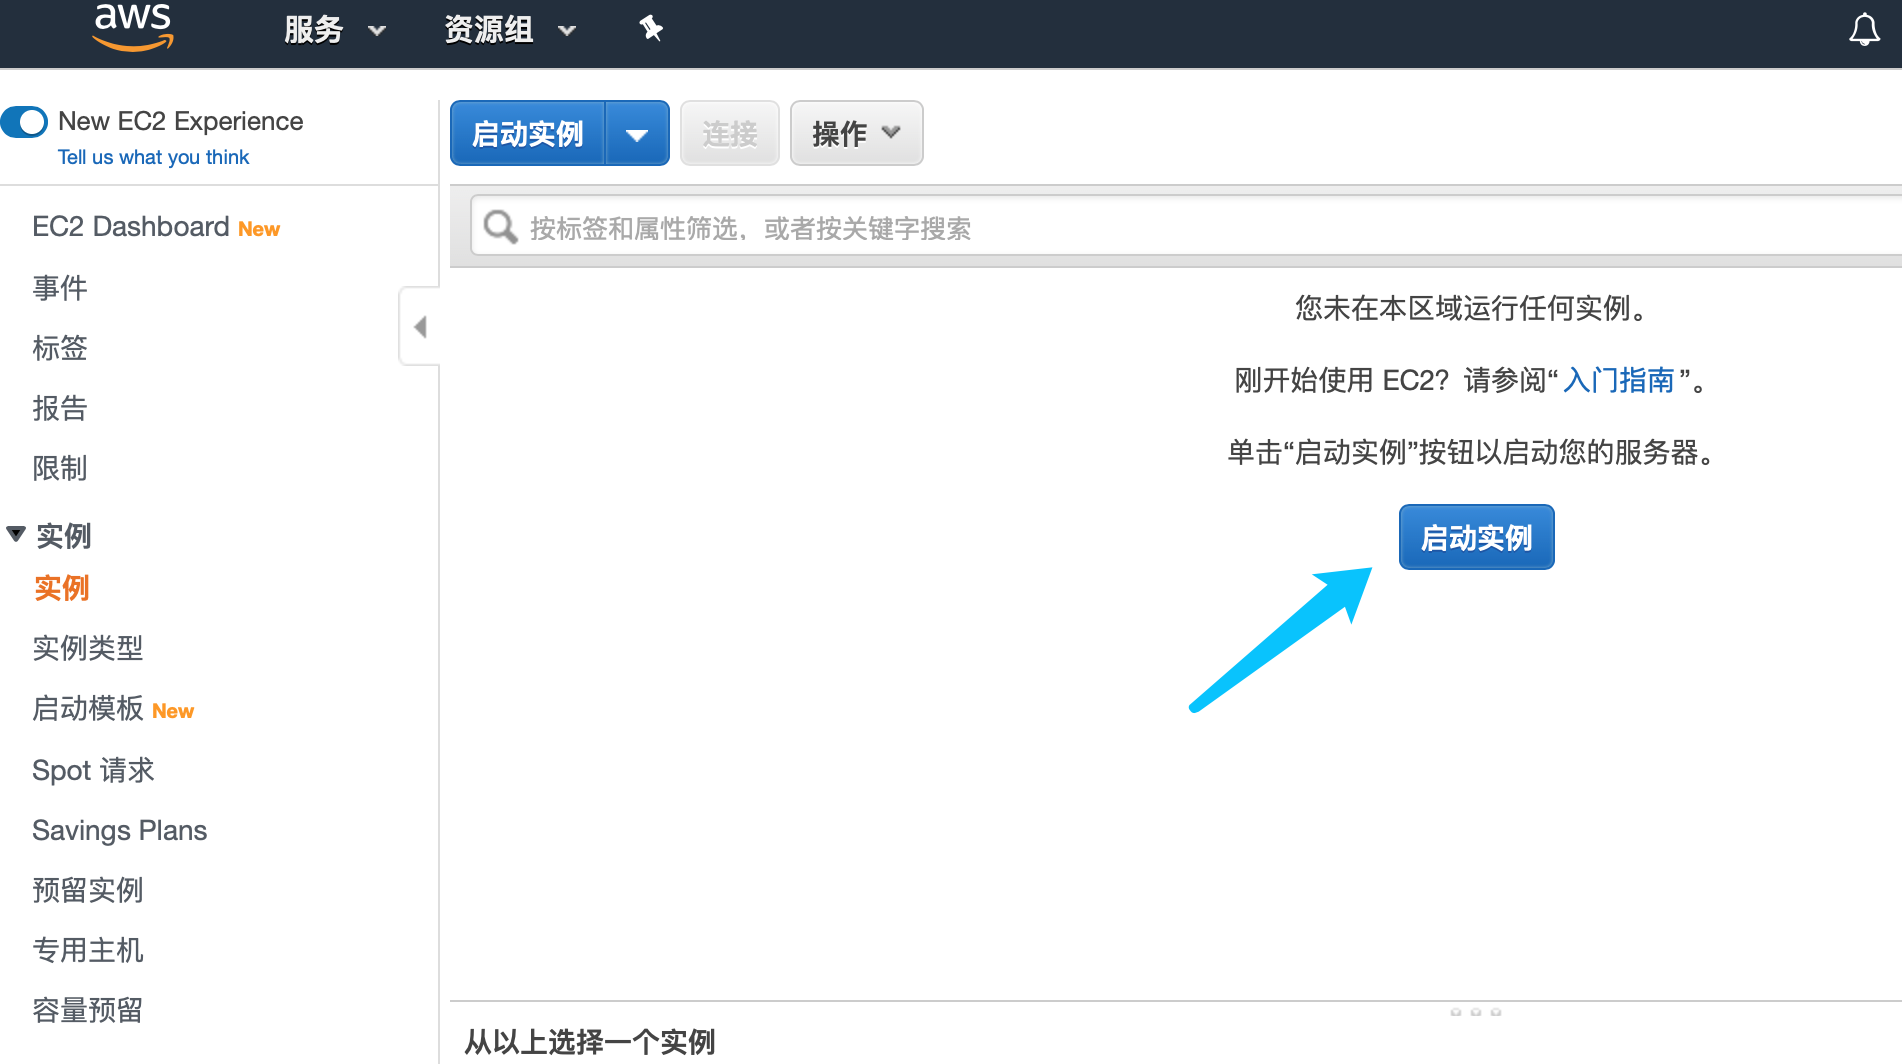 aws 服务 资源组
New EC2 Experience
Tell us what you think
EC2 Dashboard New
事件
标签
报告
限制
实例
实例
实例类型
启动模板 New
Spot 请求
Savings Plans
预留实例
专用主机
容量预留
启动实例 连接 操作
按标签和属性筛选，或者按关键字搜索
您未在本区域运行任何实例。
刚开始使用 EC2？请参阅“入门指南”。
单击“启动实例”按钮以启动您的服务器。
启动实例
从以上选择一个实例